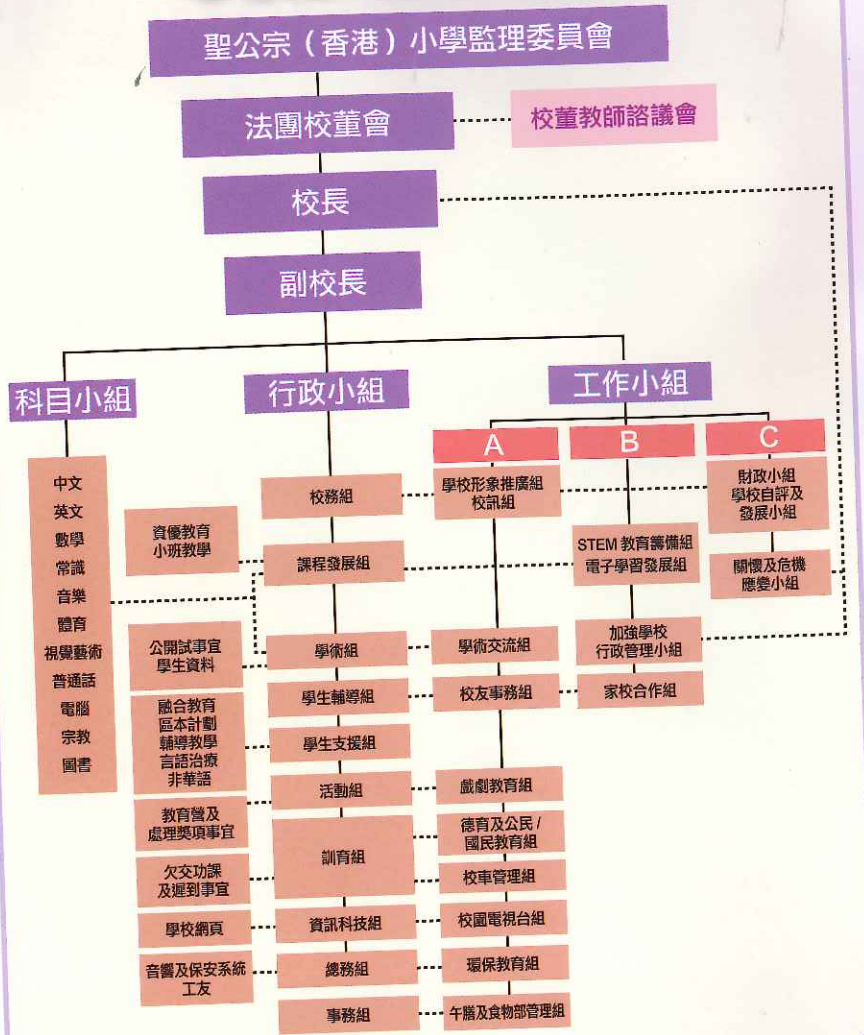 聖公宗（香港）小學監理委員會
法團校董會
校董教師諮議會
校長
副校長
科目小組
行政小組
工作小組
A
B
C
中文
英文
數學
常識
音樂
體育
視覺藝術
普通話
電腦
宗教
圖書
資優教育
小班教學
公開試事宜
學生資料
融合教育
區本計劃
輔導教學
言語治療
非華語
教育營及
處理獎項事宜
欠交功課
及遲到事宜
學校網頁
音響及保安系統
工友
校務組
課程發展組
學術組
學生輔導組
學生支援組
活動組
訓育組
資訊科技組
總務組
事務組
學校形象推廣組
校訊組
學術交流組
校友事務組
戲劇教育組
德育及公民/
國民教育組
校車管理組
校園電視台組
環保教育組
午膳及食物部管理組
STEM 教育籌備組
電子學習發展組
加強學校
行政管理小組
家校合作組
財政小組
學校自評及
發展小組
關懷及危機
應變小組